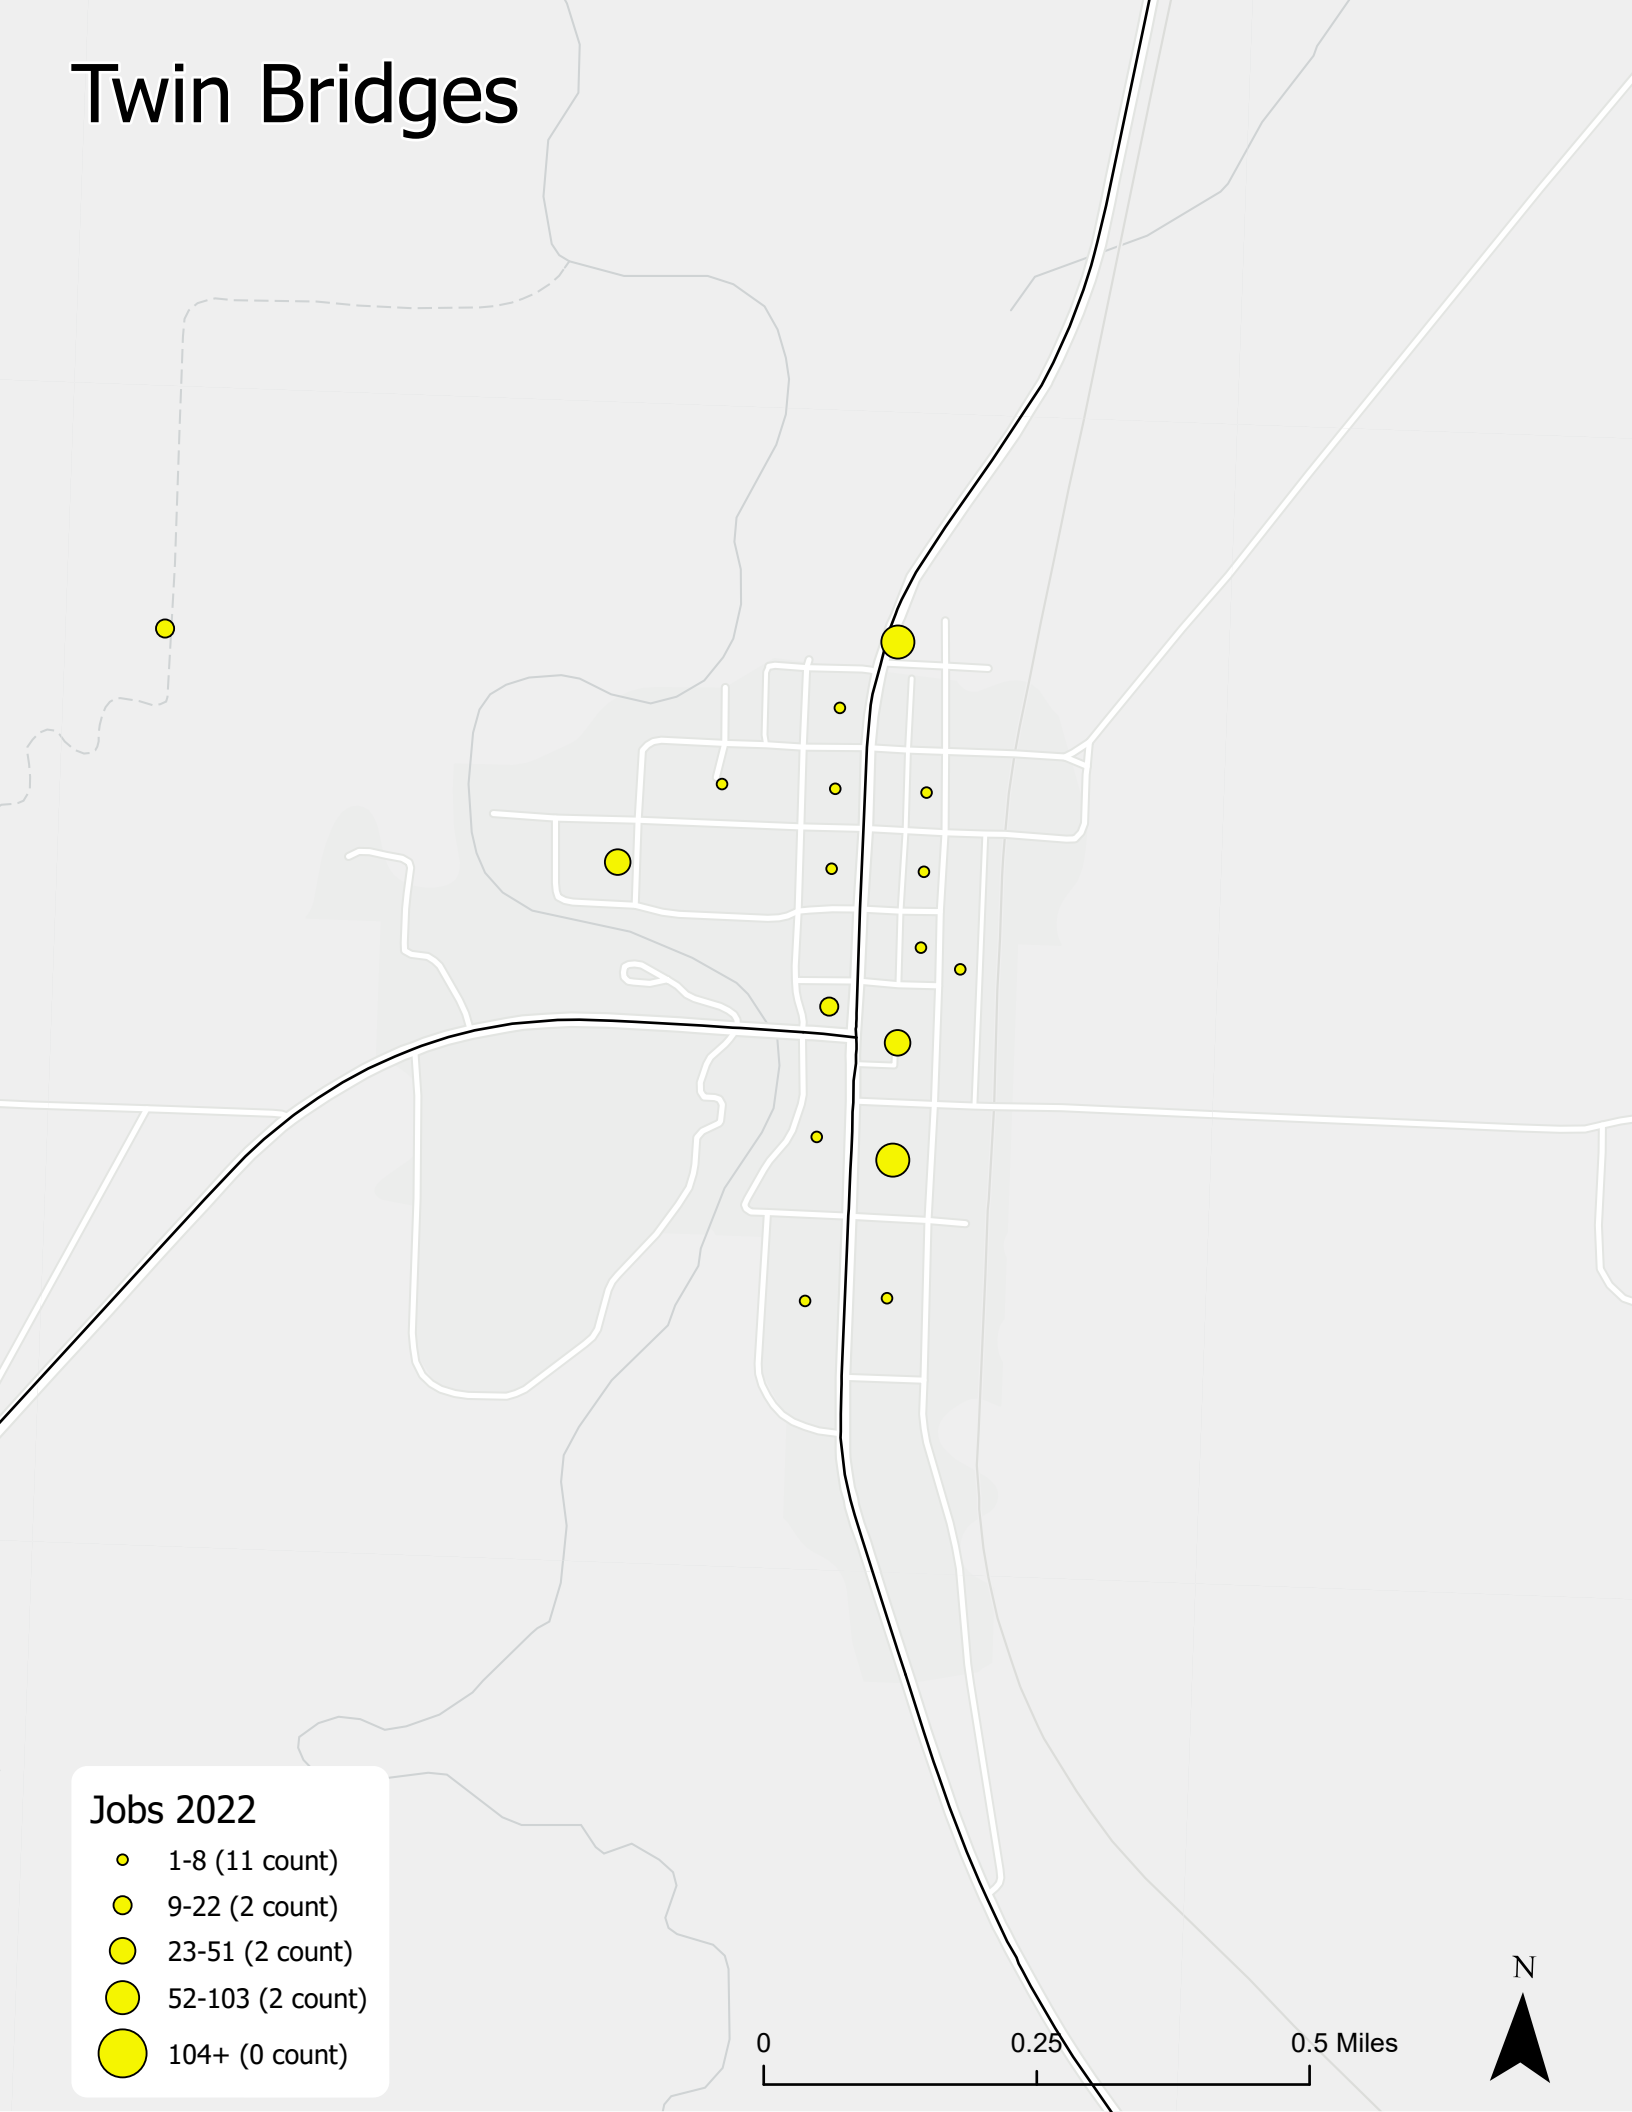 Twin Bridges
Jobs 2022
1-8 (11 count)
9-22 (2 count)
23-51 (2 count)
52-103 (2 count)
104+ (0 count)
0 0.25 0.5 Miles
N